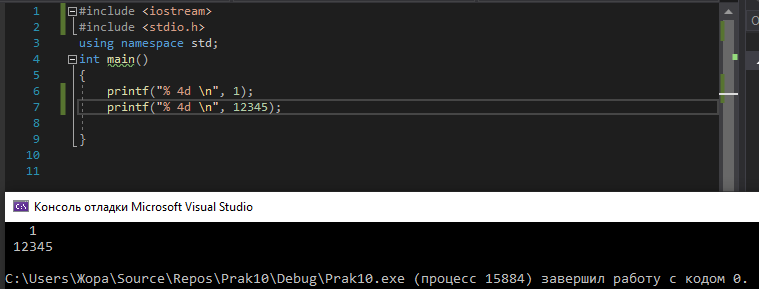 1 #include <iostream>
2 #include <stdio.h>
3 using namespace std;
4 int main()
5 {
6 printf("% 4d \n", 1);
7 printf("% 4d \n", 12345);
8
9 }
10
11
Консоль отладки Microsoft Visual Studio
1
12345
C:\Users\Жора\Source\Repos\Prak10\Debug\Prak10.exe (процесс 15884) завершил работу с кодом 0.